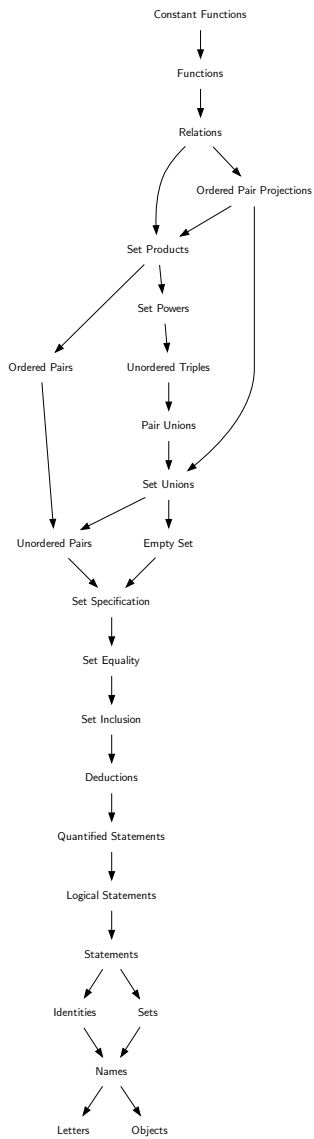 Constant Functions
Functions
Relations
Ordered Pair Projections
Set Products
Set Powers
Ordered Pairs
Unordered Triples
Pair Unions
Set Unions
Unordered Pairs
Empty Set
Set Specification
Set Equality
Set Inclusion
Deductions
Quantified Statements
Logical Statements
Statements
Identities
Sets
Names
Letters
Objects